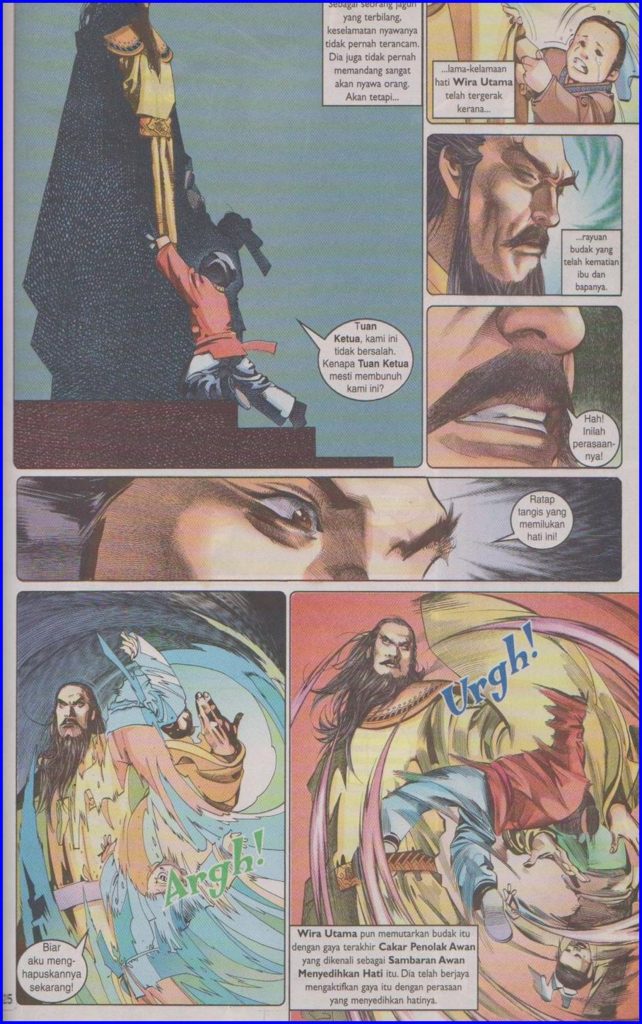 Sebagai seorang jaguh
yang terbilang,
keselamatan nyawanya
tidak pernah terancam.
Dia juga tidak pernah
memandang sangat
akan nyawa orang.
Akan tetapi...
...lama-kelamaan
hati Wira Utama
telah tergerak
kerana...
...rayuan
budak yang
telah kematian
ibu dan
bapanya.
Tuan
Ketua, kami ini
tidak bersalah.
Kenapa Tuan Ketua
mesti membunuh
kami ini?
Hah!
Inilah
perasaan-
nya!
Ratap
tangis yang
memilukan
hati ini!
Argh!
Biar
aku meng-
hapuskannya
sekarang!
Urgh!
Wira Utama pun memutarkan budak itu
dengan gaya terakhir Cakar Penolak Awan
yang dikenali sebagai Sambaran Awan
Menyedihkan Hati itu. Dia telah berjaya
mengaktifkan gaya itu dengan perasaan
yang menyedihkan hatinya.